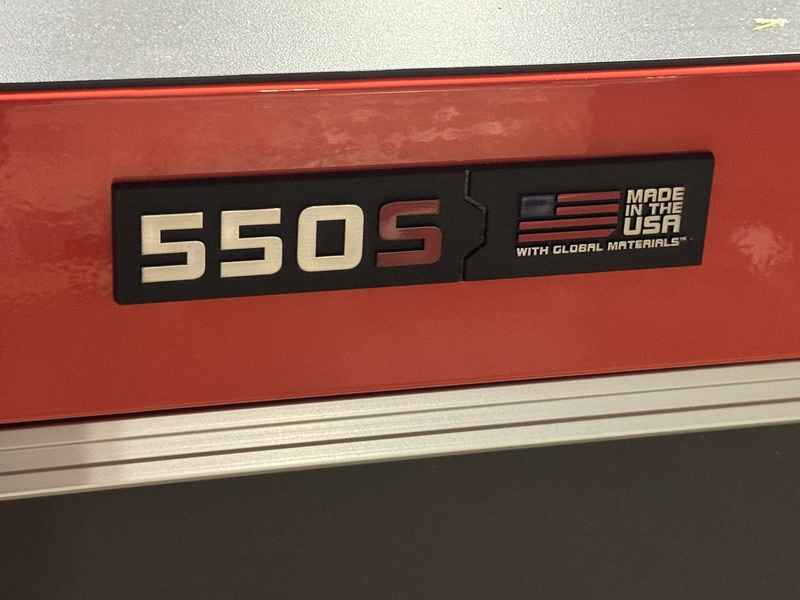 550S
MADE
IN THE
USA
WITH GLOBAL MATERIALS™